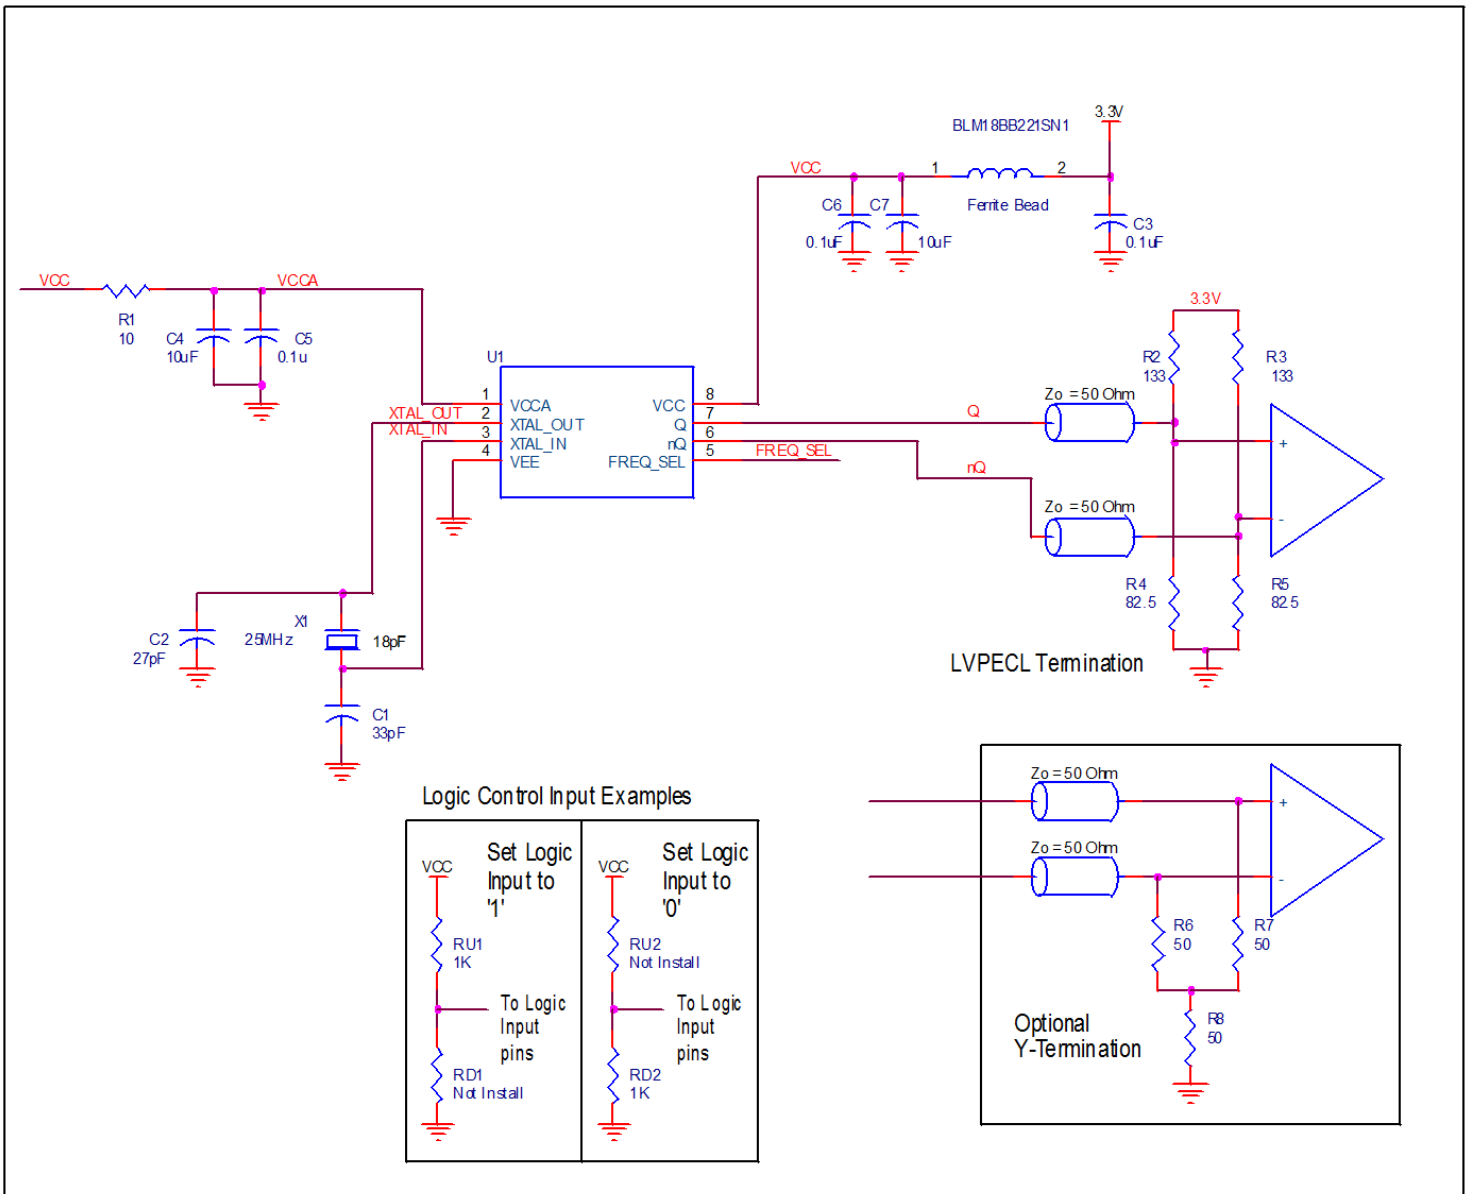 3.3V
BLM18BB221SN1
VCC
1
2
C6
C7
Ferrite Bead
C3
0.1uF
10uF
0.1uF
VCC
VCCA
R1
10
C4
10uF
C5
0.1u
3.3V
U1
R2
133
R3
133
1
VCCA
VCC
8
Zo = 50 Ohm
XTAL_OUT
2
XTAL_OUT
Q
7
Q
XTAL_IN
3
XTAL_IN
nQ
6
+
4
VEE
FREQ_SEL
5
FREQ_SEL
nQ
Zo = 50 Ohm
-
R4
82.5
R5
82.5
X1
C2
27pF
25MHz
18pF
LVPECL Termination
C1
33pF
Zo = 50 Ohm
Logic Control Input Examples
+
VCC
Set Logic
Input to
'1'
VCC
Set Logic
Input to
'0'
Zo = 50 Ohm
-
RU1
1K
RU2
Not Install
R6
50
R7
50
To Logic
Input
pins
To Logic
Input
pins
Optional
Y-Termination
R8
50
RD1
Not Install
RD2
1K